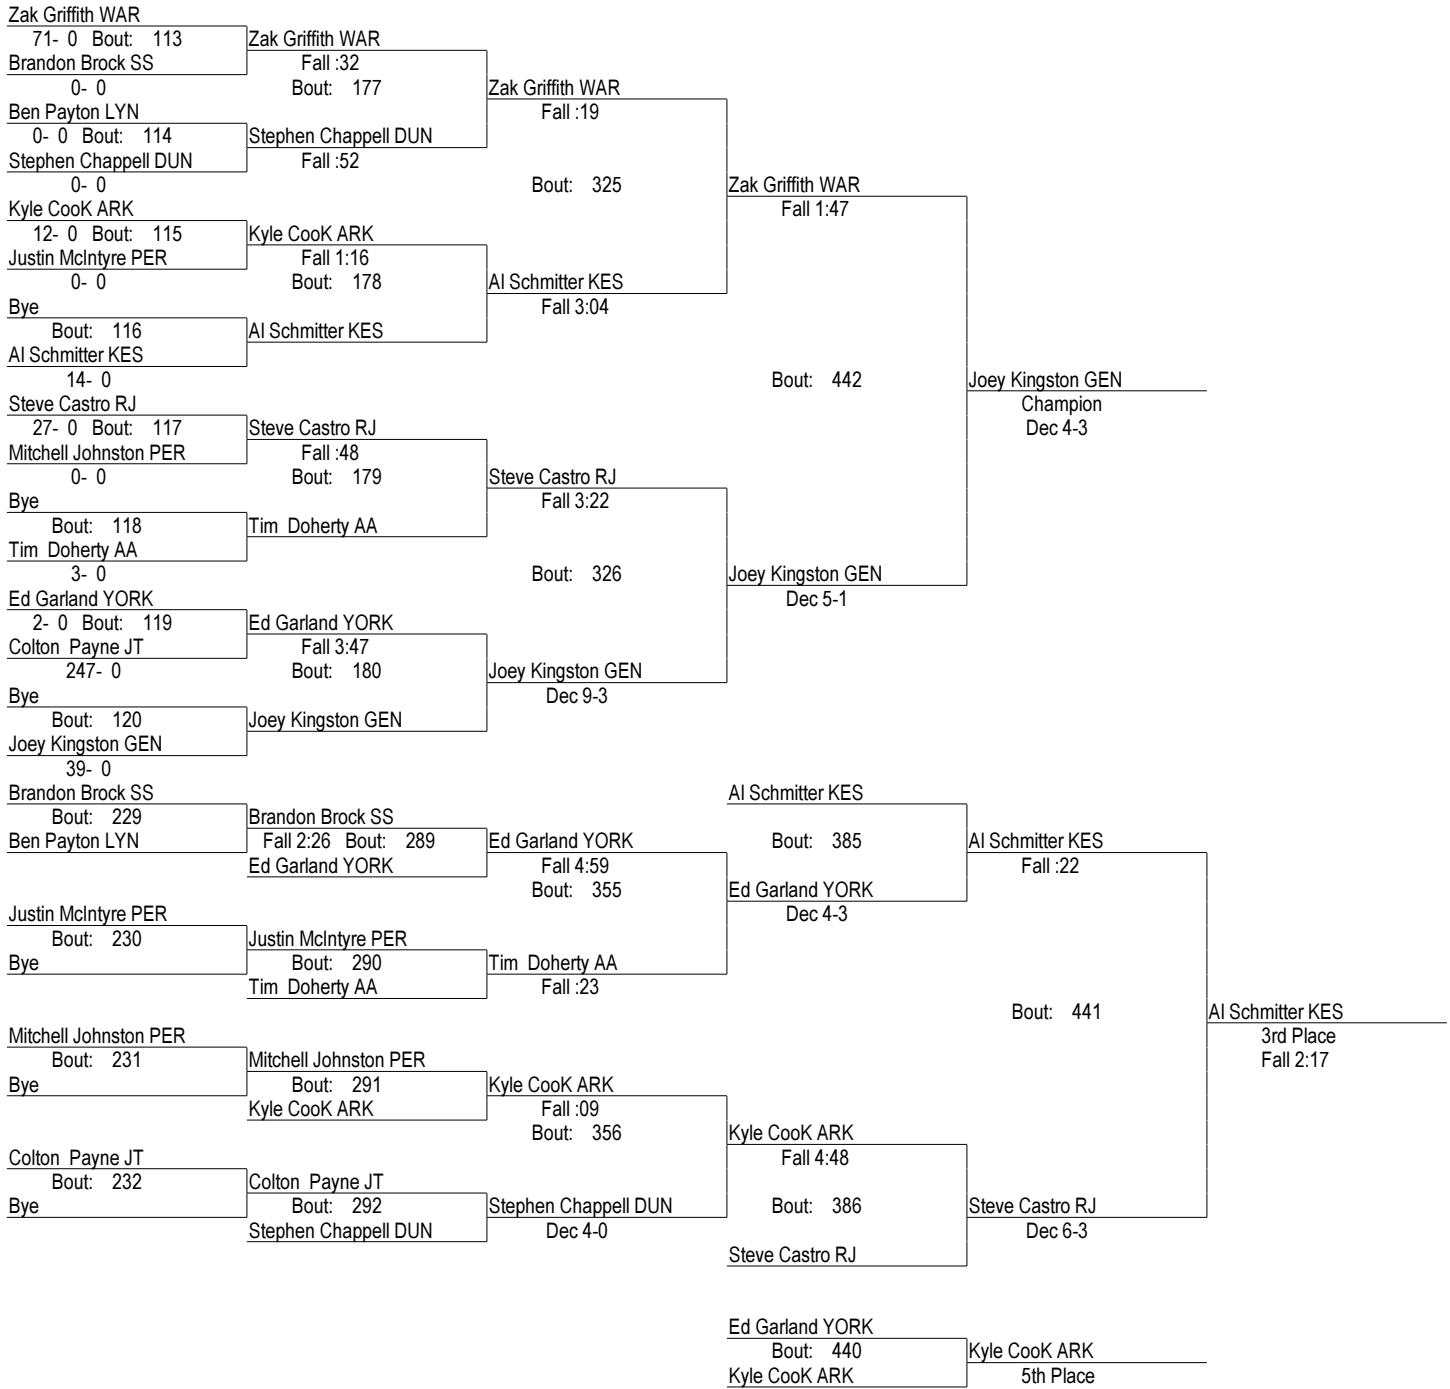 Zak Griffith WAR
71- 0 Bout: 113 Zak Griffith WAR
Brandon Brock SS Fall :32
0- 0 Bout: 177 Zak Griffith WAR
Ben Payton LYN Fall :19
0- 0 Bout: 114 Stephen Chappell DUN
Stephen Chappell DUN Fall :52
0- 0 Bout: 325 Zak Griffith WAR
Kyle CooK ARK Fall 1:47
12- 0 Bout: 115 Kyle CooK ARK
Justin McIntyre PER Fall 1:16
0- 0 Bout: 178 Al Schmitter KES
Bye Fall 3:04
Bout: 116 Al Schmitter KES
Al Schmitter KES
14- 0 Bout: 442 Joey Kingston GEN
Steve Castro RJ Champion
27- 0 Bout: 117 Steve Castro RJ Dec 4-3
Mitchell Johnston PER Fall :48
0- 0 Bout: 179 Steve Castro RJ
Bye Fall 3:22
Bout: 118 Tim Doherty AA
Tim Doherty AA
3- 0 Bout: 326 Joey Kingston GEN
Ed Garland YORK Dec 5-1
2- 0 Bout: 119 Ed Garland YORK
Colton Payne JT Fall 3:47
247- 0 Bout: 180 Joey Kingston GEN
Bye Dec 9-3
Bout: 120 Joey Kingston GEN
Joey Kingston GEN
39- 0
Brandon Brock SS Al Schmitter KES
Bout: 229 Brandon Brock SS
Ben Payton LYN Fall 2:26 Bout: 289 Ed Garland YORK Bout: 385 Al Schmitter KES
Ed Garland YORK Fall 4:59 Fall :22
Bout: 355 Ed Garland YORK
Justin McIntyre PER Dec 4-3
Bout: 230 Justin McIntyre PER
Bye Bout: 290 Tim Doherty AA
Tim Doherty AA Fall :23
Bout: 441 Al Schmitter KES
Mitchell Johnston PER 3rd Place
Bout: 231 Mitchell Johnston PER Fall 2:17
Bye Bout: 291 Kyle CooK ARK
Kyle CooK ARK Fall :09
Bout: 356 Kyle CooK ARK
Colton Payne JT Fall 4:48
Bout: 232 Colton Payne JT
Bye Bout: 292 Stephen Chappell DUN Bout: 386 Steve Castro RJ
Stephen Chappell DUN Dec 4-0 Dec 6-3
Steve Castro RJ
Ed Garland YORK
Bout: 440 Kyle CooK ARK
Kyle CooK ARK 5th Place